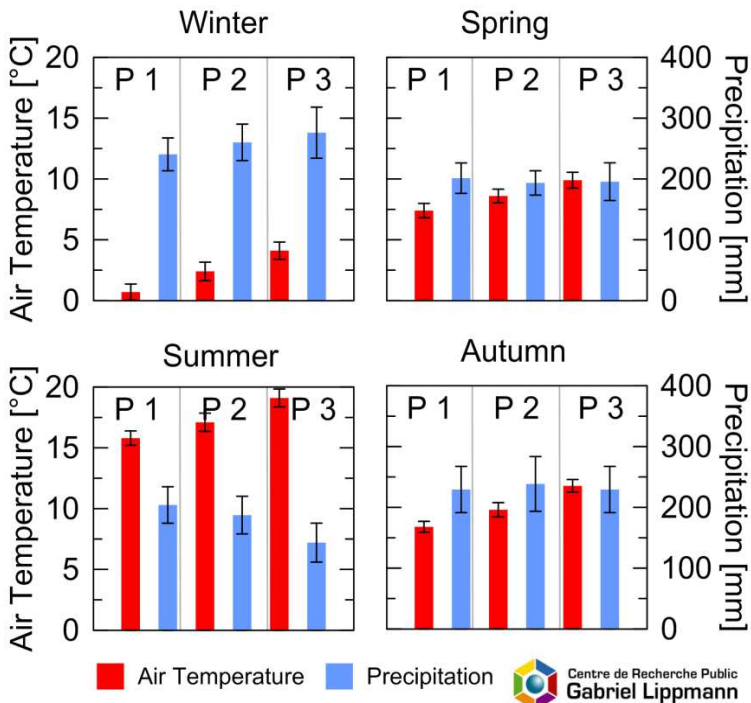 Winter
Spring
Air Temperature [°C]
20
15
10
5
0
P 1 P 2 P 3
P 1 P 2 P 3
400
300
200
100
0
Precipitation [mm]
Summer
Autumn
Air Temperature [°C]
20
15
10
5
0
P 1 P 2 P 3
P 1 P 2 P 3
400
300
200
100
0
Precipitation [mm]
Air Temperature
Precipitation
Centre de Recherche Public
Gabriel Lippmann